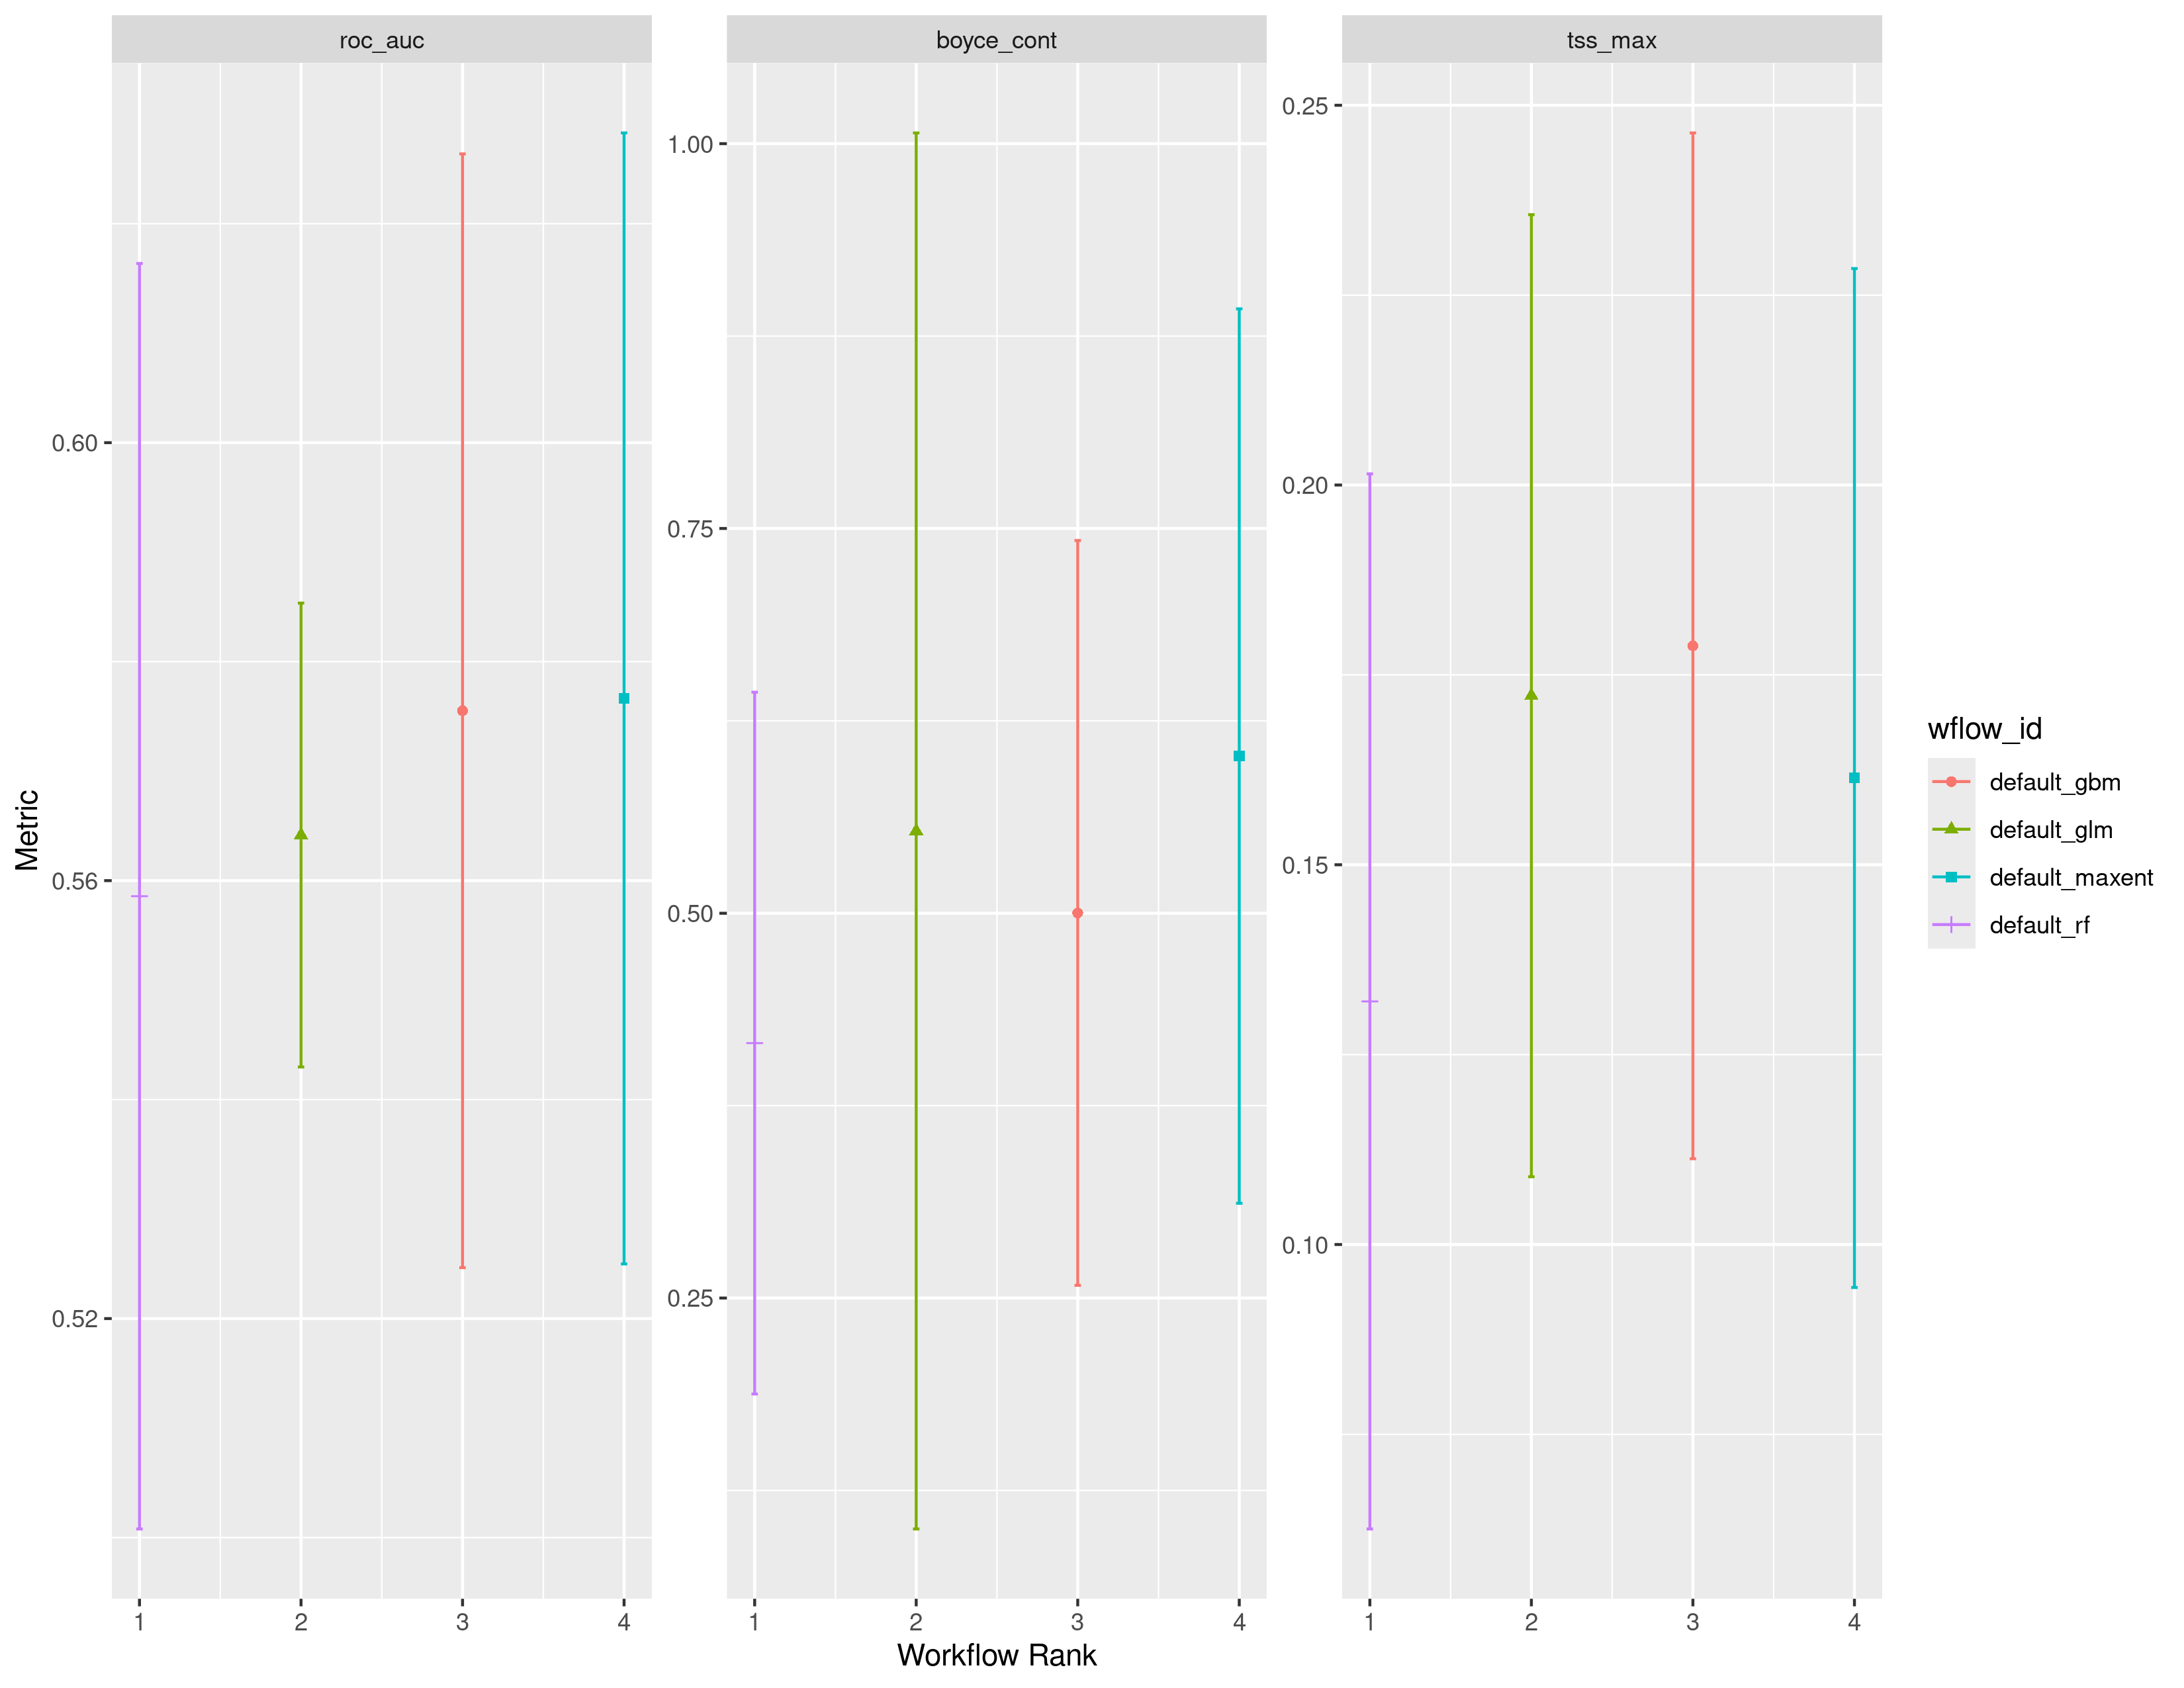 roc_auc
boyce_cont
tss_max
Metric
0.60
0.56
0.52
1.00
0.75
0.50
0.25
0.25
0.20
0.15
0.10
1 2 3 4
1 2 3 4
1 2 3 4
Workflow Rank
wflow_id
default_gbm
default_glm
default_maxent
default_rf